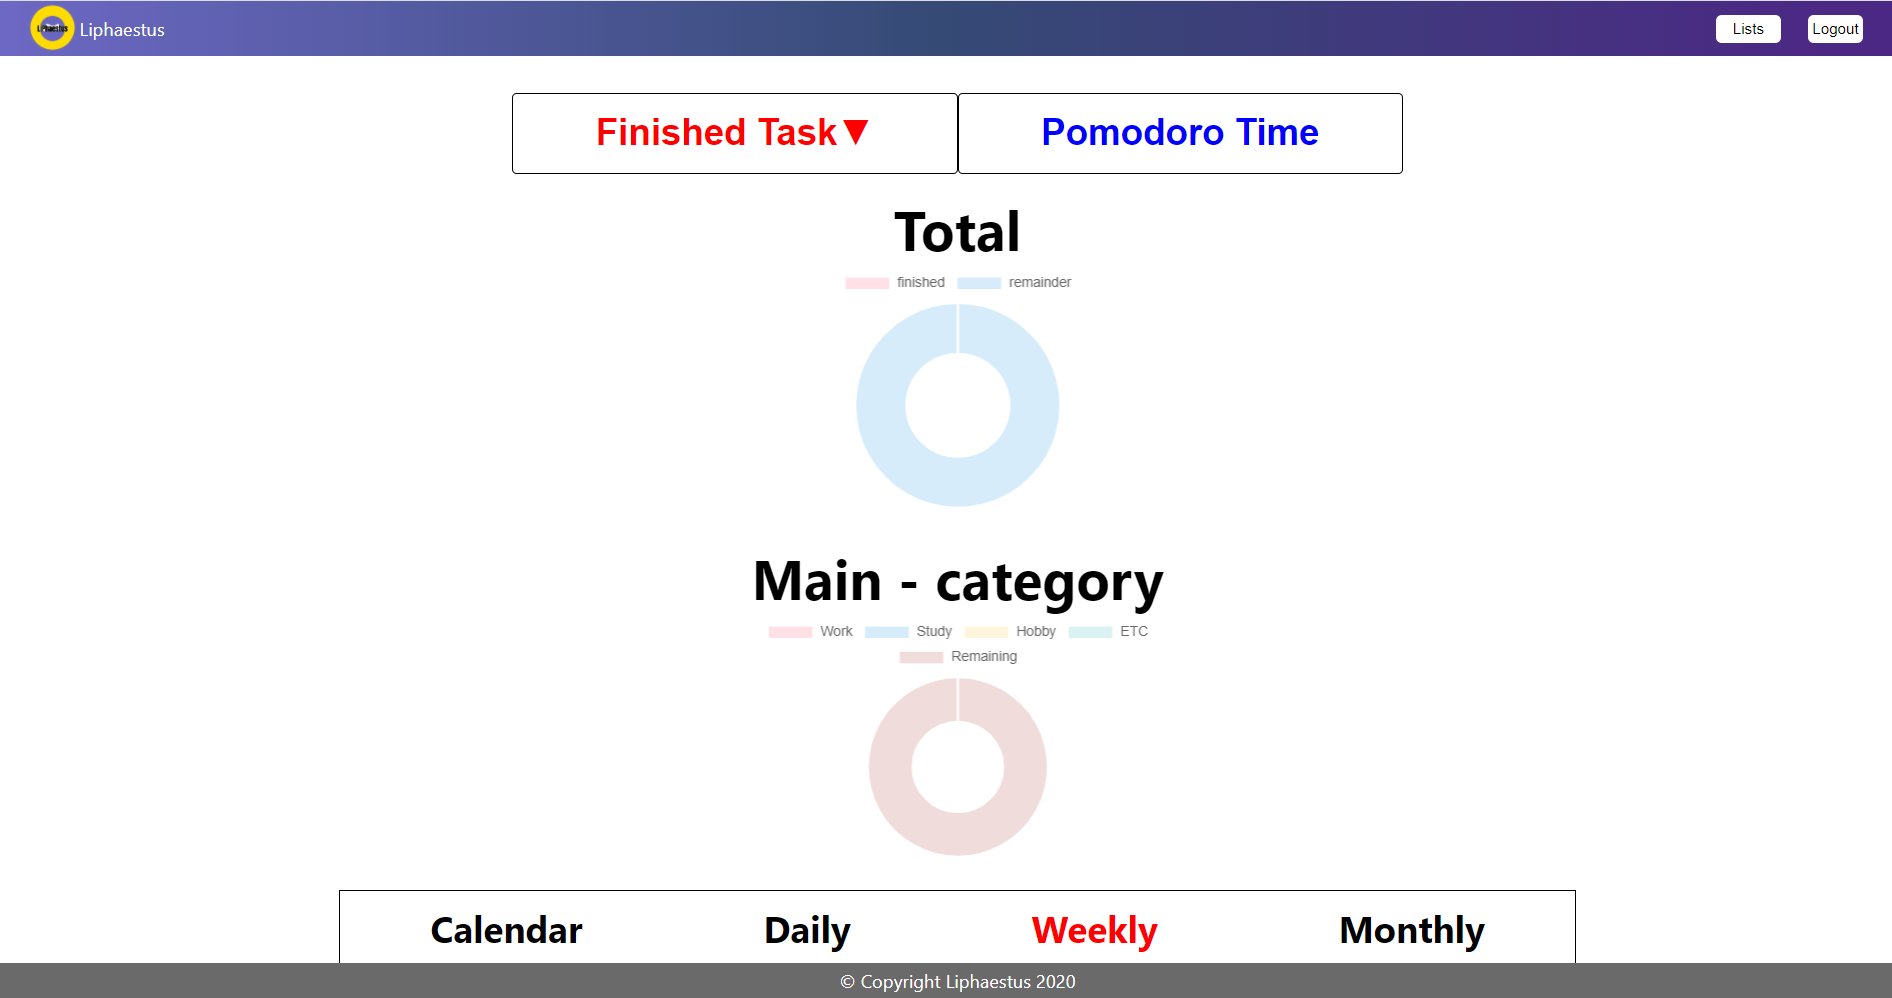 LiPhaestus
Liphaestus
Lists
Logout
Finished Task▼
Pomodoro Time
Total
finished
remainder
Main - category
Work
Study
Hobby
ETC
Remaining
Calendar
Daily
Weekly
Monthly
© Copyright Liphaestus 2020